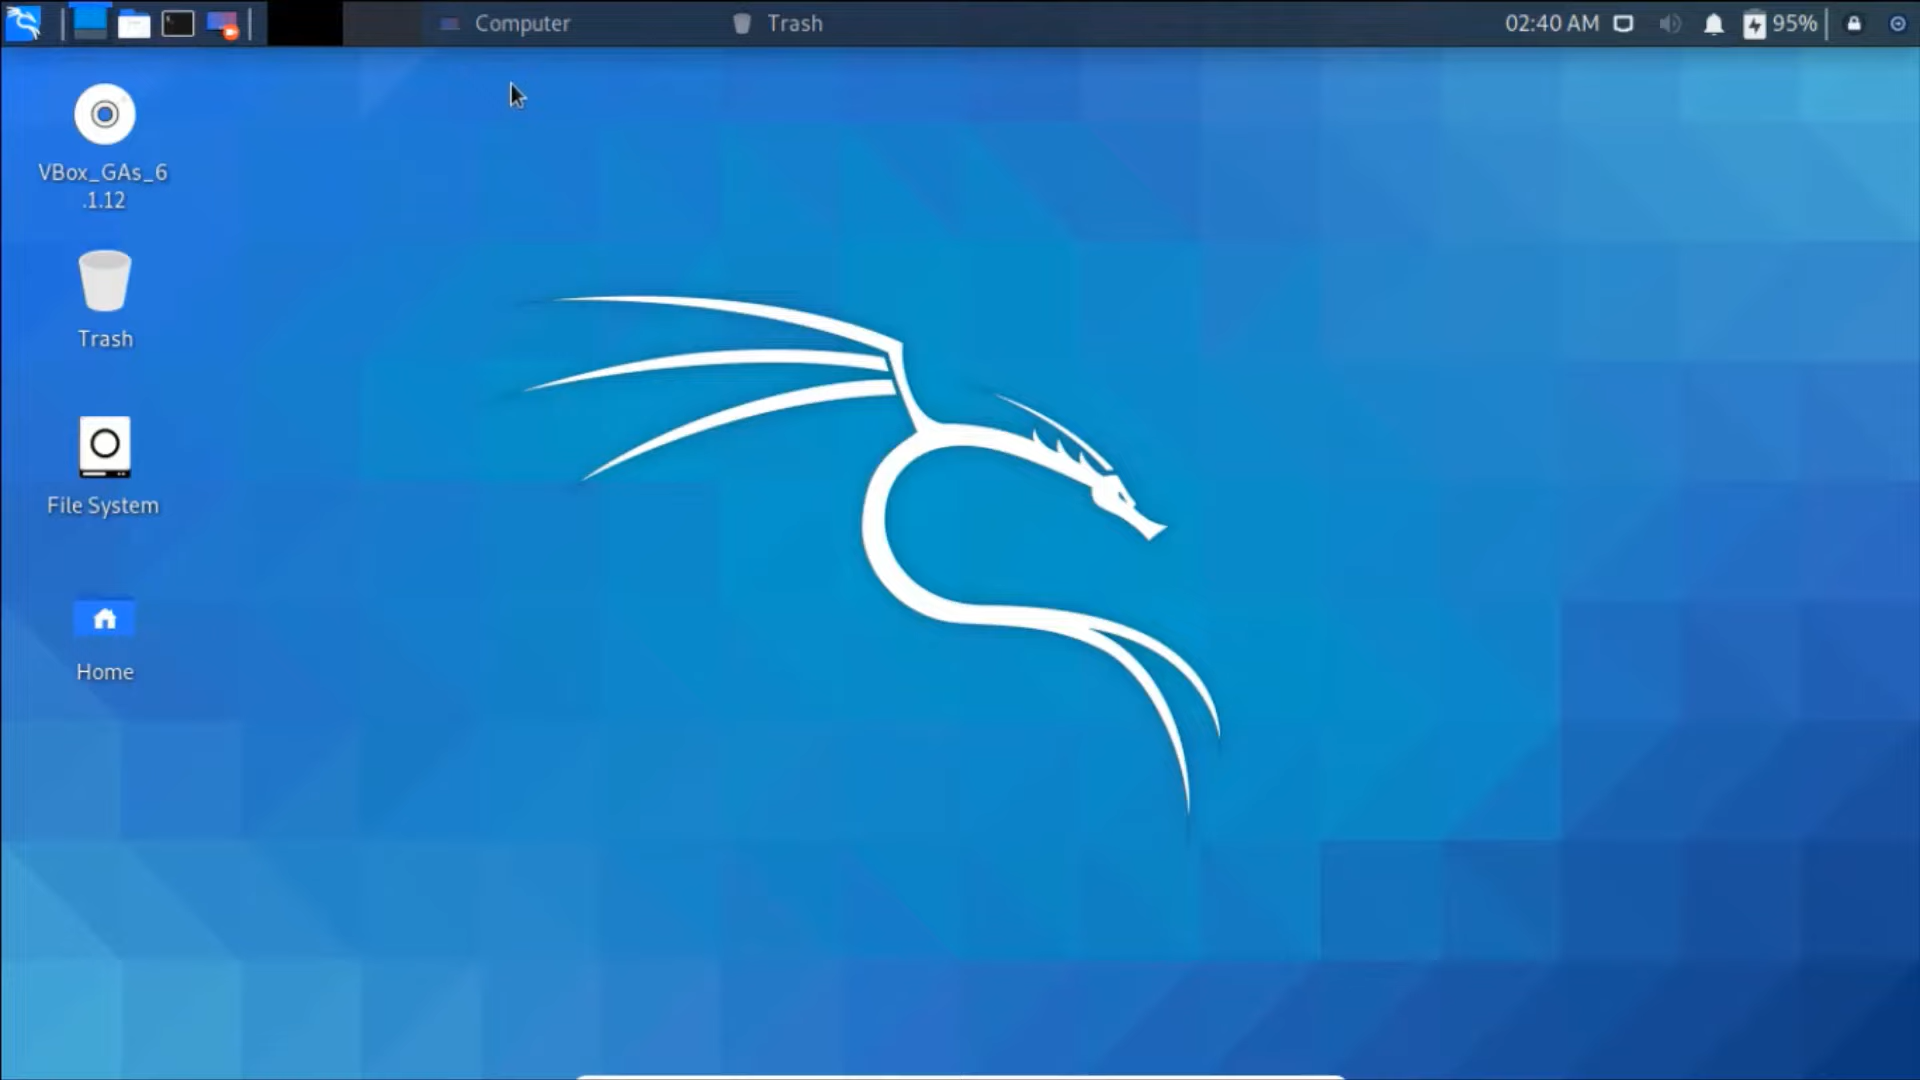 Computer
Trash
02:40 AM
95%
VBox_GAs_6
.1.12
Trash
File System
Home